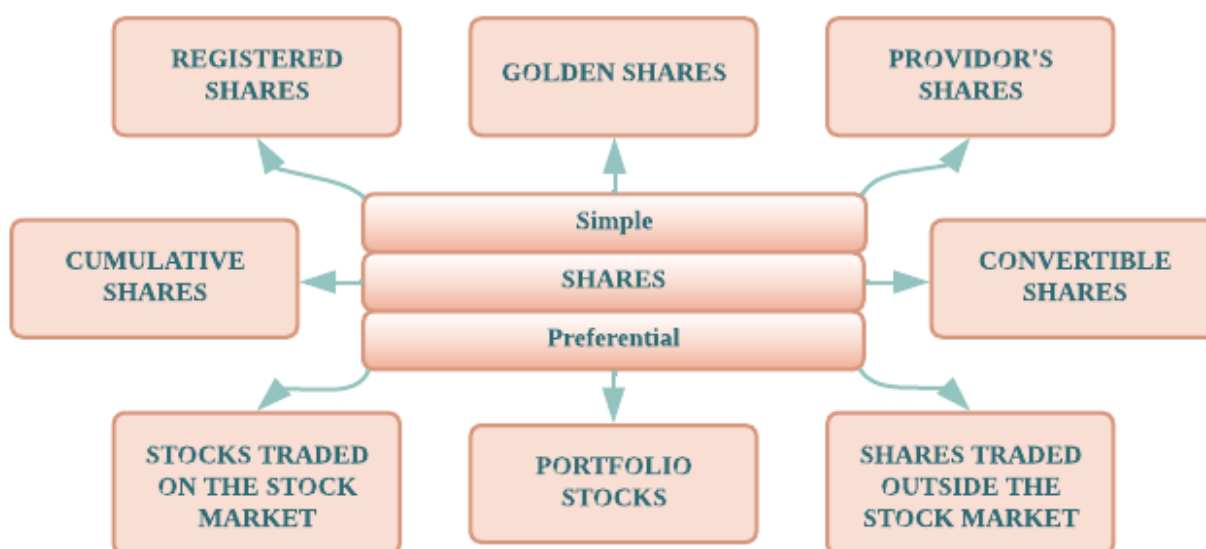 REGISTERED
SHARES
GOLDEN SHARES
PROVIDOR'S
SHARES
Simple
CUMULATIVE
SHARES
SHARES
CONVERTIBLE
SHARES
Preferential
STOCKS TRADED
ON THE STOCK
MARKET
PORTFOLIO
STOCKS
SHARES TRADED
OUTSIDE THE
STOCK MARKET